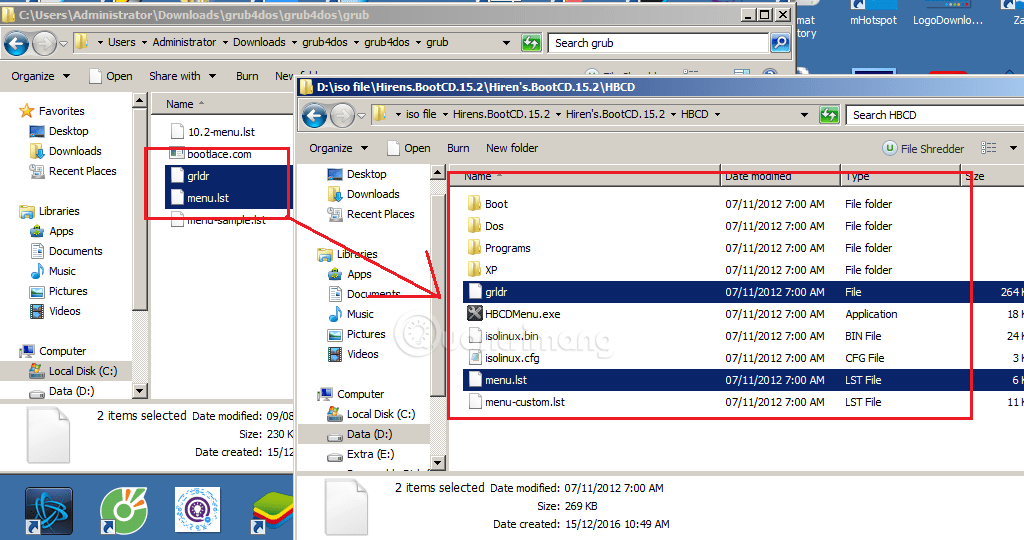 mat
tory
mHotspot
LogoDownlo...
Za
C:\Users\Administrator\Downloads\grub4dos\grub4dos\grub
Users Administrator Downloads grub4dos grub4dos grub
Search grub
Organize Open Share with Burn New folder
File Shredder
Favorites
Desktop
Downloads
Recent Places
Libraries
Apps
Documents
Music
Pictures
Videos
Computer
Local Disk (C:)
Data (D:)
Name
10.2-menu.lst
bootlace.com
grldr
menu.lst
menu-sample.lst
2 items selected Date modified: 09/08
Size: 230 K
Date created: 15/12
D:\iso file\Hirens.BootCD.15.2\Hiren's.BootCD.15.2\HBCD
iso file Hirens.BootCD.15.2 Hiren's.BootCD.15.2 HBCD
Search HBCD
Organize Open Burn New folder
File Shredder
Desktop
Downloads
Recent Places
Libraries
Apps
Documents
Music
Pictures
Videos
Computer
Local Disk (C:)
Data (D:)
Extra (E:)
Name Date modified Type Size
Boot 07/11/2012 7:00 AM File folder
Dos 07/11/2012 7:00 AM File folder
Programs 07/11/2012 7:00 AM File folder
XP 07/11/2012 7:00 AM File folder
grldr 07/11/2012 7:00 AM File 264 K
HBCDMenu.exe 07/11/2012 7:00 AM Application 18 K
isolinux.bin 07/11/2012 7:00 AM BIN File 24 K
isolinux.cfg 07/11/2012 7:00 AM CFG File 3 K
menu.lst 07/11/2012 7:00 AM LST File 6 K
menu-custom.lst 07/11/2012 7:00 AM LST File 11 K
Quantrimang
2 items selected Date modified: 07/11/2012 7:00 AM
Size: 269 KB
Date created: 15/12/2016 10:49 AM